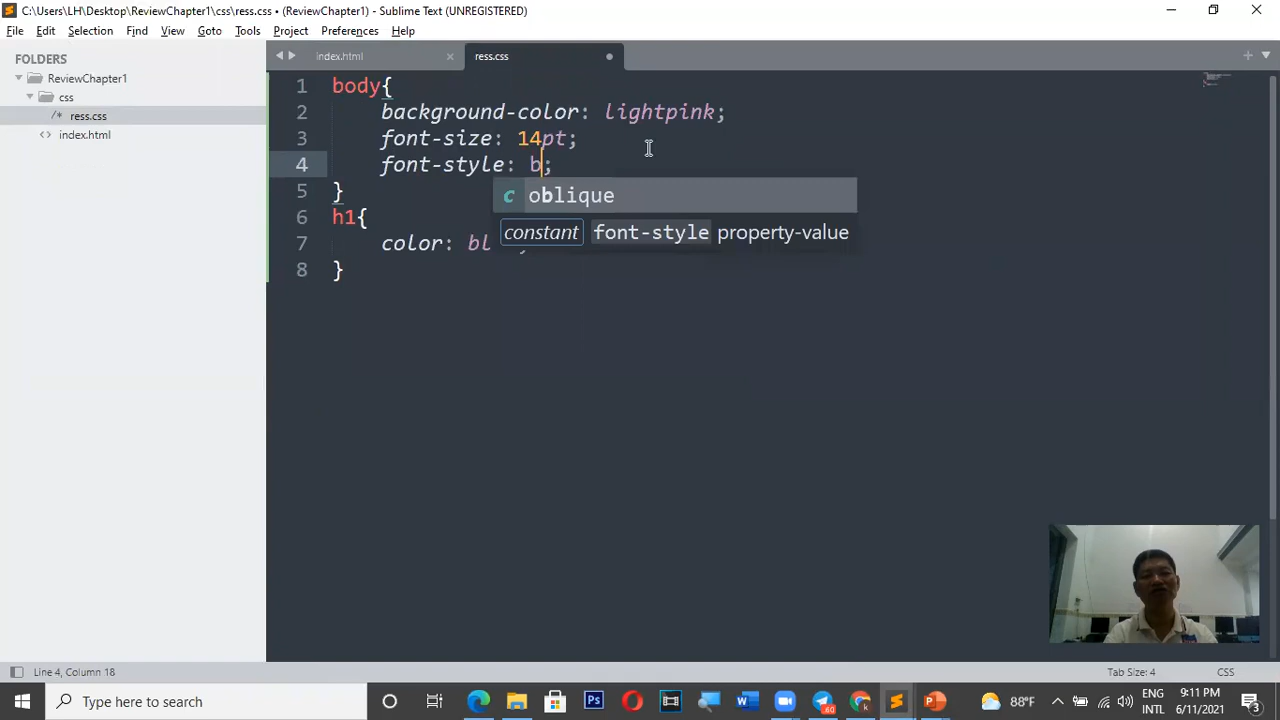 C:\Users\LH\Desktop\ReviewChapter1\css\ress.css • (ReviewChapter1) - Sublime Text (UNREGISTERED)
File Edit Selection Find View Goto Tools Project Preferences Help
FOLDERS
ReviewChapter1
css
/* ress.css
<> index.html
index.html ress.css
1 body{
2 background-color: lightpink;
3 font-size: 14pt;
4 font-style: b;
c oblique
5 }
6 h1{
constant font-style property-value
7 color: bl
8 }
Line 4, Column 18
Tab Size: 4
CSS
Type here to search
Ps
60
88°F
ENG
INTL
9:11 PM
6/11/2021